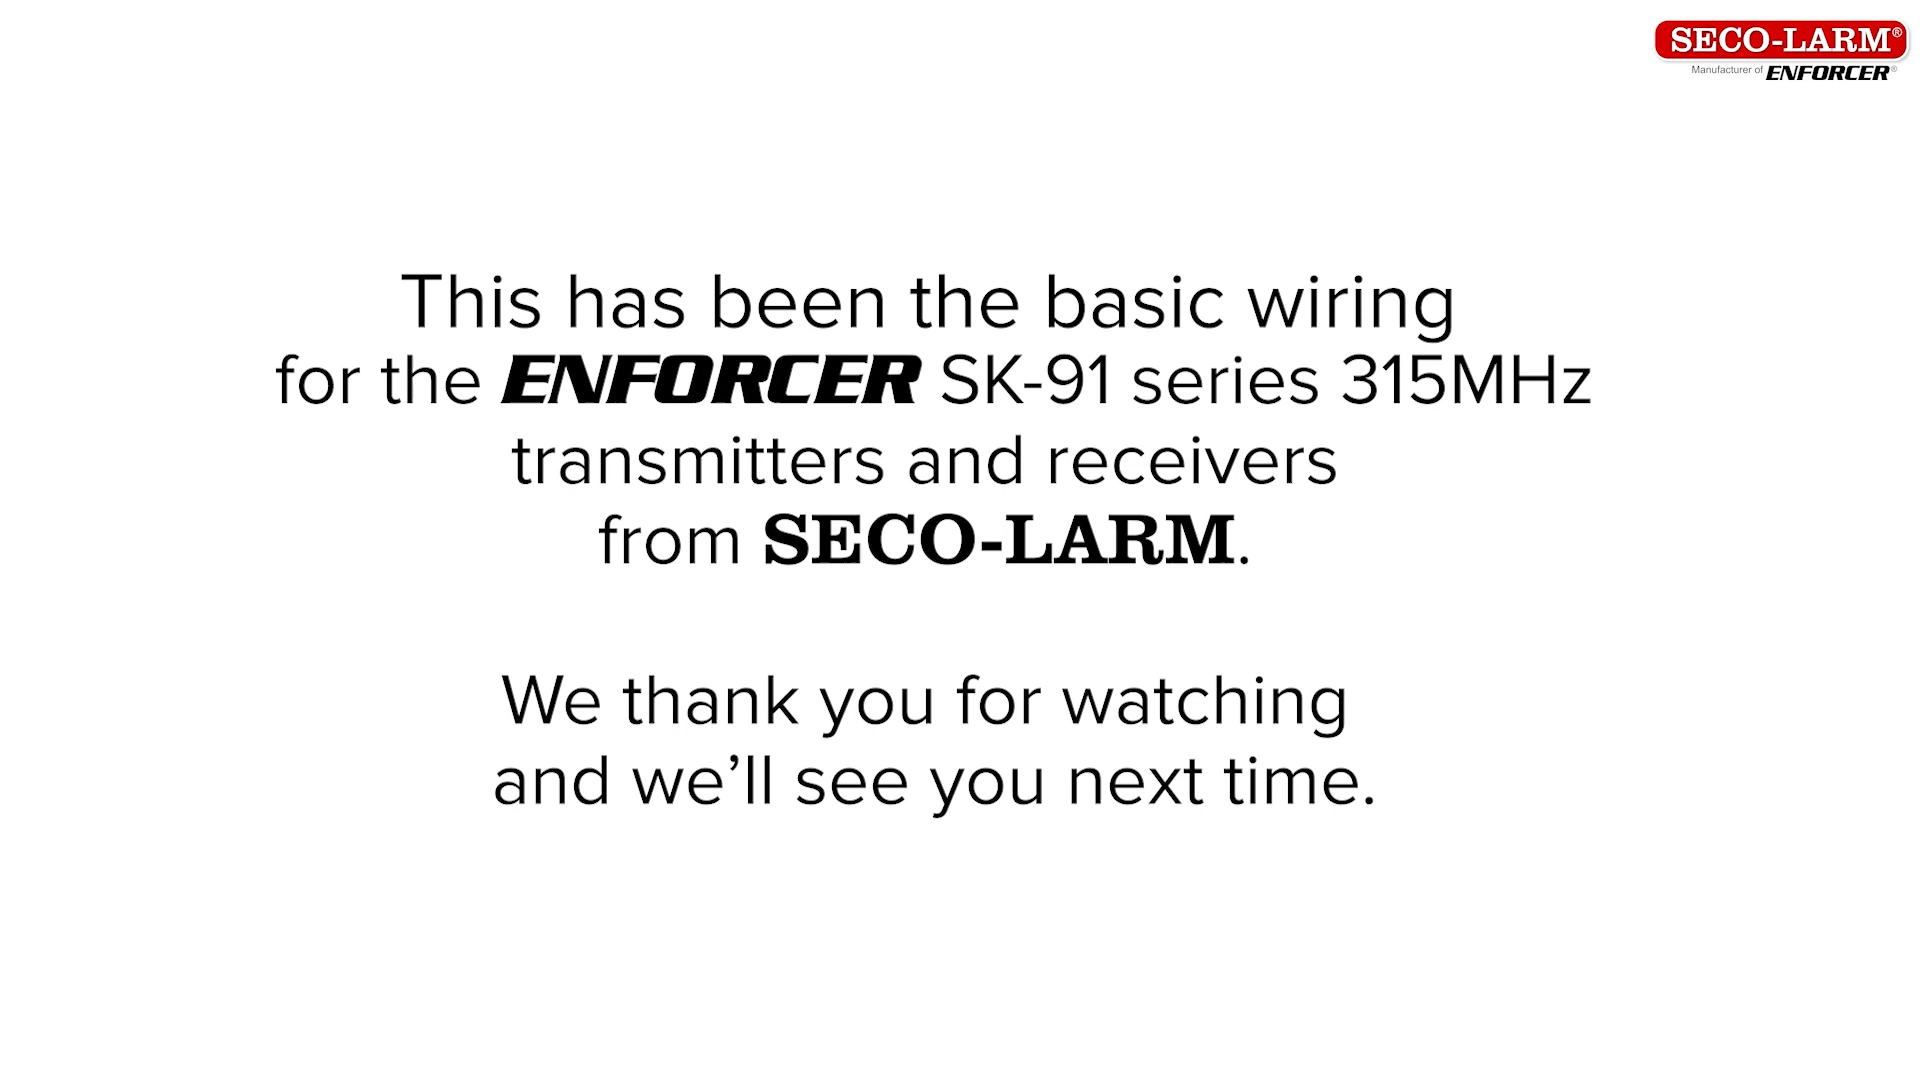 SECO-LARM®
Manufacturer of ENFORCER®
This has been the basic wiring
for the ENFORCER SK-91 series 315MHz
transmitters and receivers
from SECO-LARM.
We thank you for watching
and we’ll see you next time.